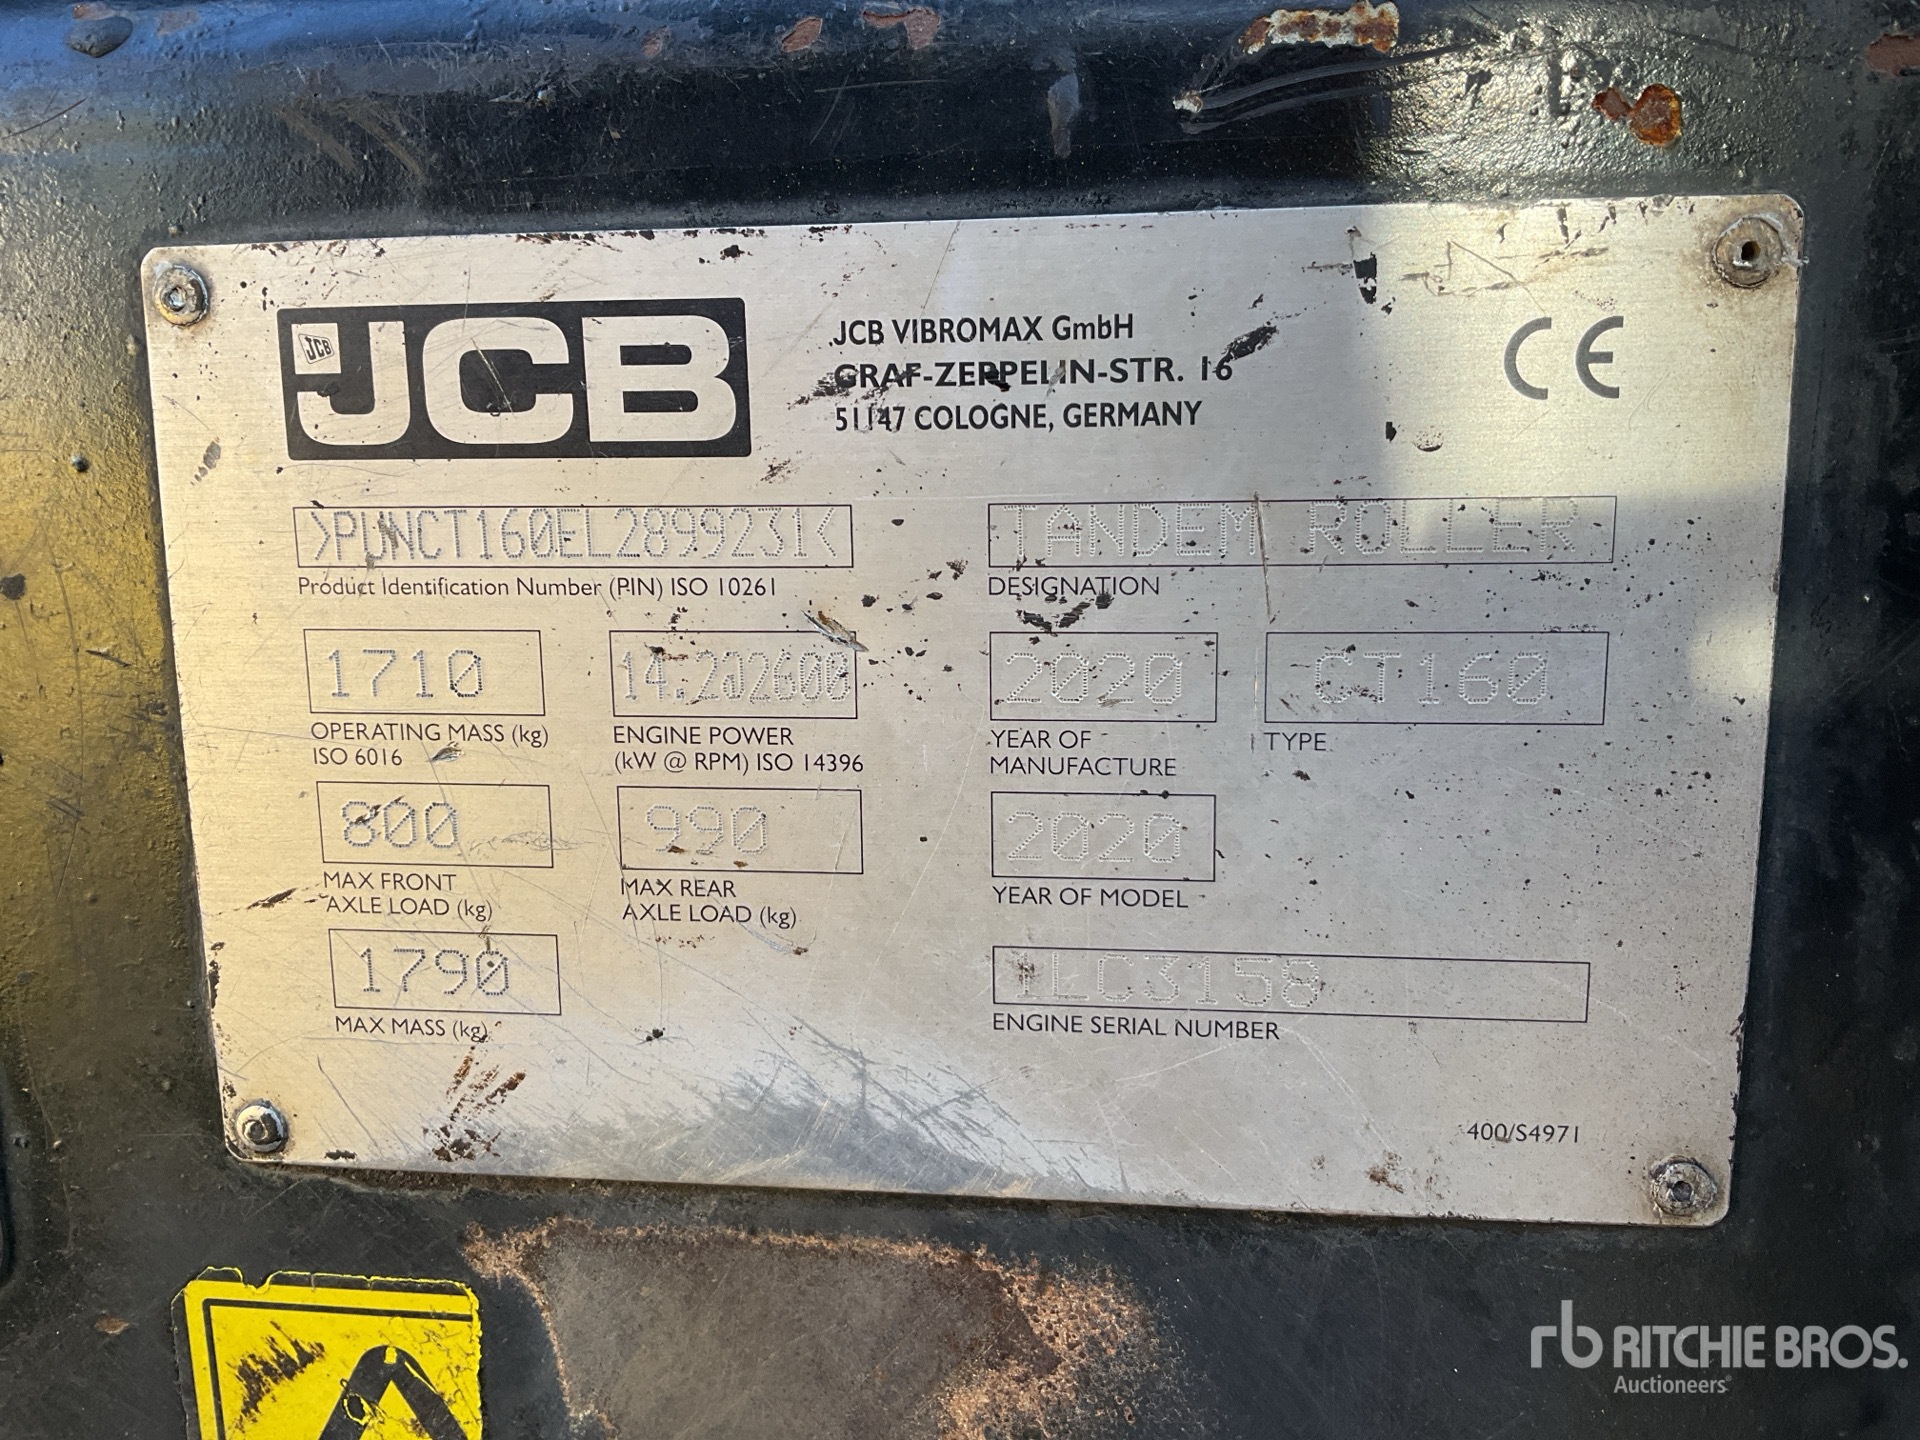 JCB
JCB
JCB VIBROMAX GmbH
GRAF-ZEPPELIN-STR. 16
51147 COLOGNE, GERMANY
CE
>PUNCT160EL2899231<
Product Identification Number (PIN) ISO 10261
TANDEM ROLLER
DESIGNATION
1710
OPERATING MASS (kg)
ISO 6016
14.2@2600
ENGINE POWER
(kW @ RPM) ISO 14396
2020
YEAR OF
MANUFACTURE
CT160
TYPE
800
MAX FRONT
AXLE LOAD (kg)
990
MAX REAR
AXLE LOAD (kg)
2020
YEAR OF MODEL
1790
MAX MASS (kg)
1LC3158
ENGINE SERIAL NUMBER
400/S4971
rb RITCHIE BROS.
Auctioneers